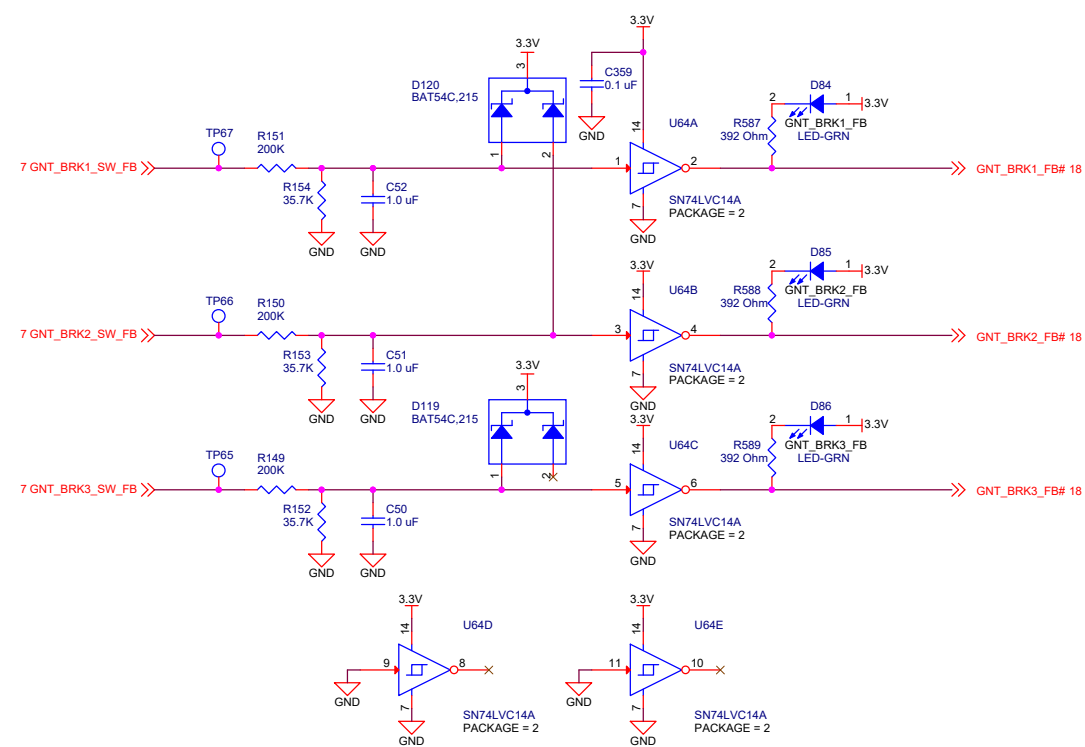 3.3V
3.3V
3
D120
BAT54C,215
C359
0.1 uF
GND
D84
2
1
3.3V
GNT_BRK1_FB
LED-GRN
R587
392 Ohm
14
U64A
TP67
R151
200K
1
2
7 GNT_BRK1_SW_FB
1
2
GNT_BRK1_FB# 18
R154
35.7K
C52
1.0 uF
SN74LVC14A
PACKAGE = 2
7
GND
GND
GND
3.3V
D85
2
1
3.3V
GNT_BRK2_FB
LED-GRN
R588
392 Ohm
14
U64B
TP66
R150
200K
7 GNT_BRK2_SW_FB
3
4
GNT_BRK2_FB# 18
R153
35.7K
C51
1.0 uF
3.3V
SN74LVC14A
PACKAGE = 2
7
3
GND
GND
GND
D119
BAT54C,215
3.3V
D86
2
1
3.3V
GNT_BRK3_FB
LED-GRN
R589
392 Ohm
14
U64C
TP65
R149
200K
1
2
7 GNT_BRK3_SW_FB
5
6
GNT_BRK3_FB# 18
R152
35.7K
C50
1.0 uF
SN74LVC14A
PACKAGE = 2
7
GND
GND
GND
3.3V
3.3V
14
U64D
14
U64E
9
8
11
10
GND
GND
7
7
SN74LVC14A
PACKAGE = 2
SN74LVC14A
PACKAGE = 2
GND
GND